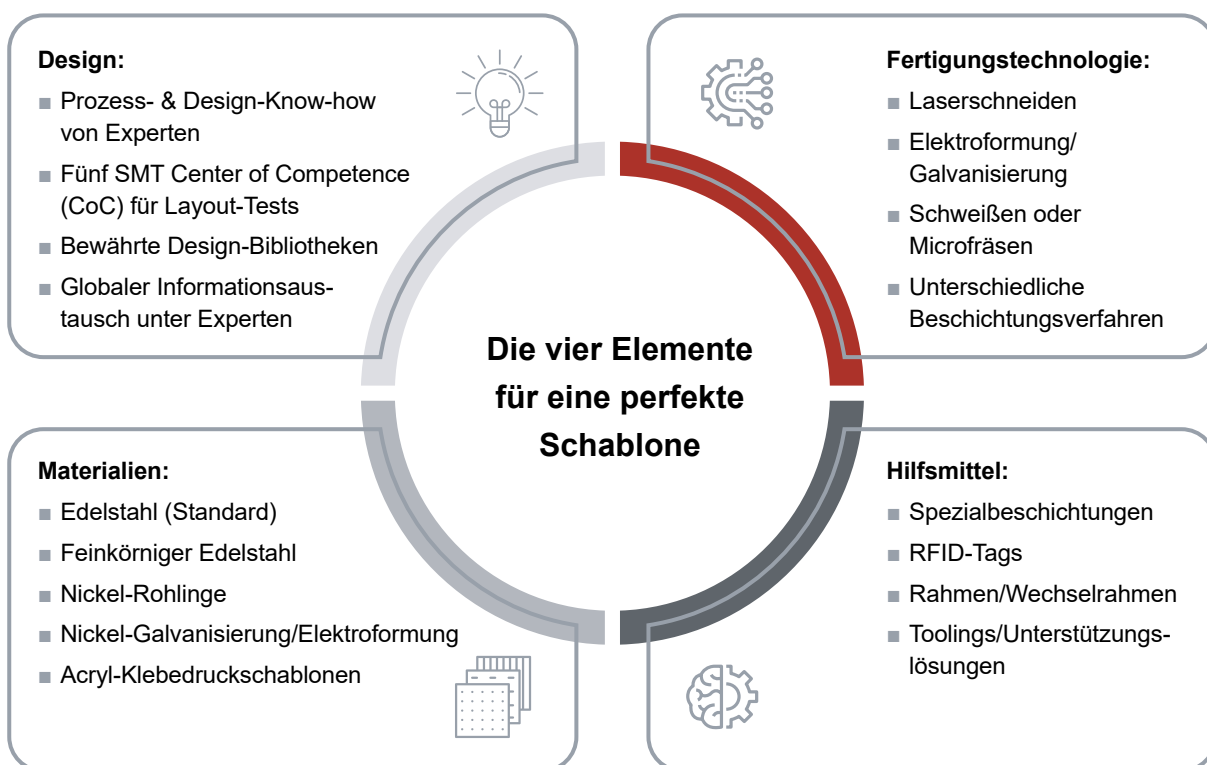 Design:
■ Prozess- & Design-Know-how
von Experten
■ Fünf SMT Center of Competence
(CoC) für Layout-Tests
■ Bewährte Design-Bibliotheken
■ Globaler Informationsaus-
tausch unter Experten
Fertigungstechnologie:
■ Laserschneiden
■ Elektroformung/
Galvanisierung
■ Schweißen oder
Microfräsen
■ Unterschiedliche
Beschichtungsverfahren
Die vier Elemente
für eine perfekte
Schablone
Materialien:
■ Edelstahl (Standard)
■ Feinkörniger Edelstahl
■ Nickel-Rohlinge
■ Nickel-Galvanisierung/Elektroformung
■ Acryl-Klebedruckschablonen
Hilfsmittel:
■ Spezialbeschichtungen
■ RFID-Tags
■ Rahmen/Wechselrahmen
■ Toolings/Unterstützungs-
lösungen